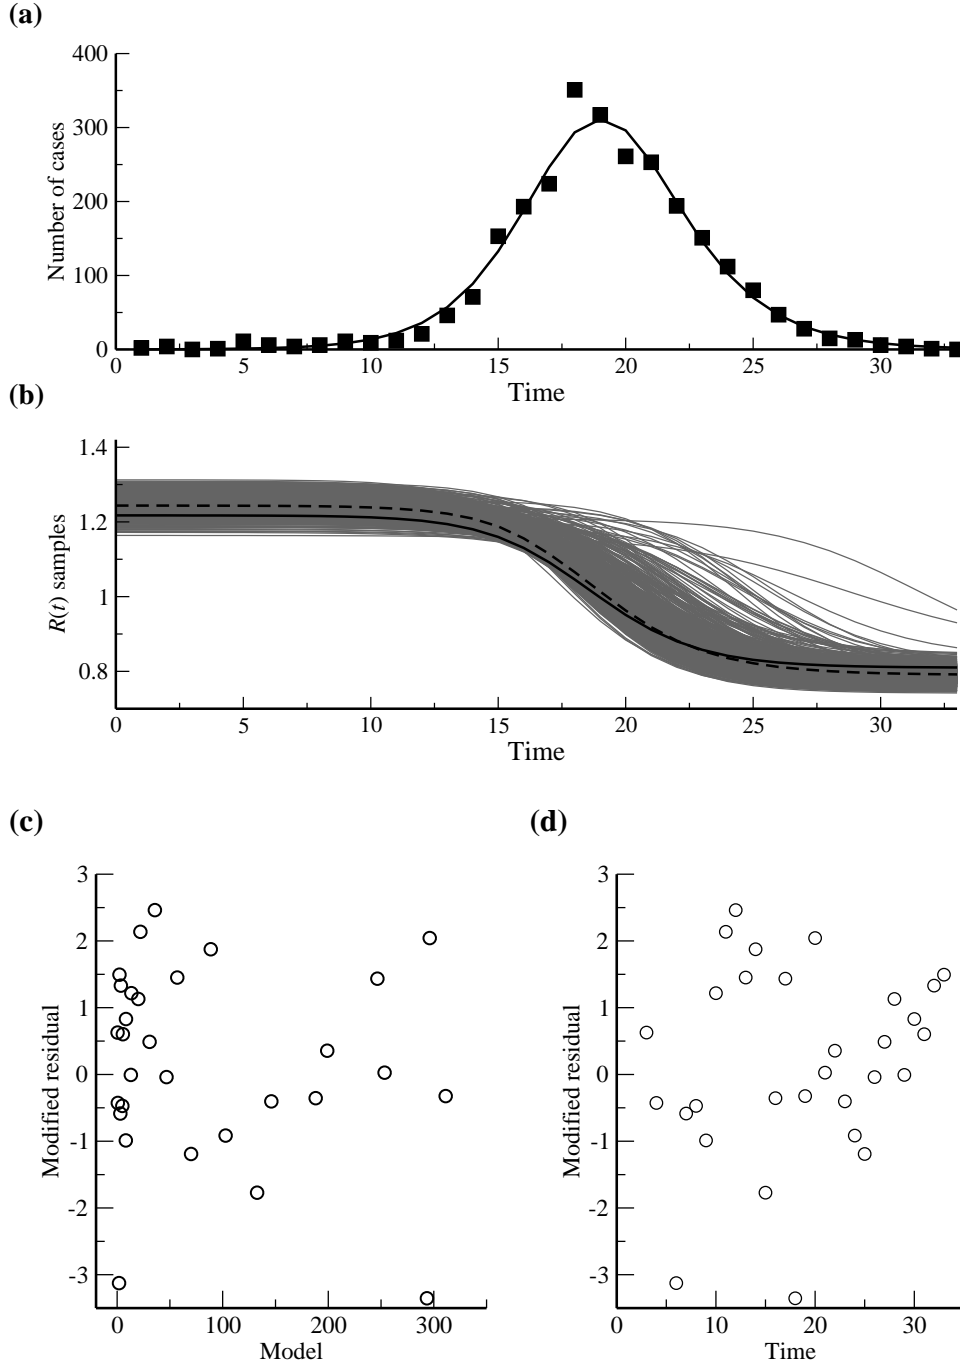 (a)
400
300
200
100
0
Number of cases
0 5 10 15 20 25 30
Time
(b)
1.4
1.2
1
0.8
R(t) samples
0 5 10 15 20 25 30
Time
(c)
3
2
1
0
-1
-2
-3
Modified residual
0 100 200 300
Model
(d)
3
2
1
0
-1
-2
-3
Modified residual
0 10 20 30
Time